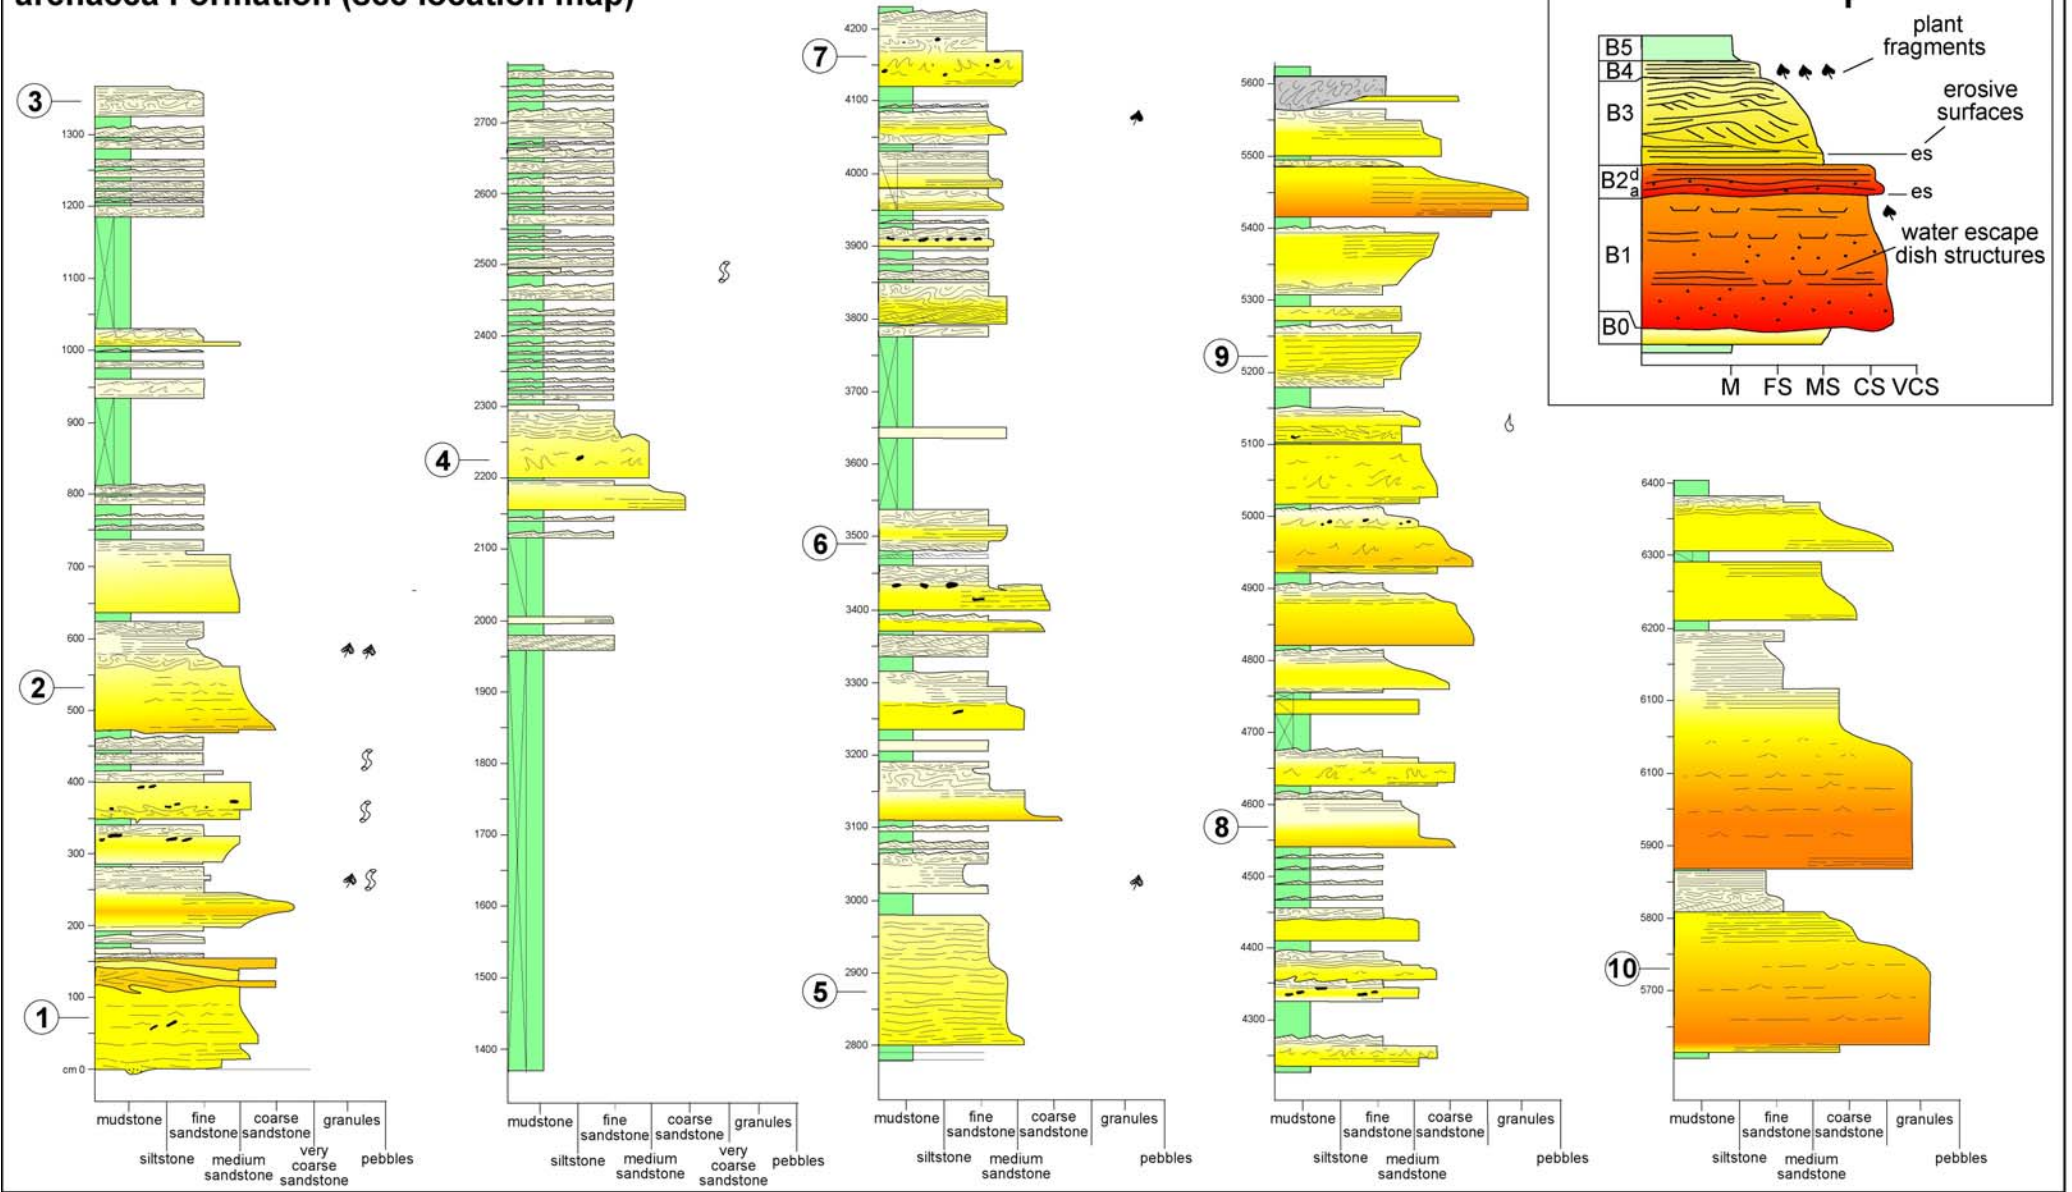 arenacea Formation (see location map)
3
1300
1200
1100
1000
900
800
700
600
2
500
400
300
200
100
1
cm 0
mudstone
siltstone
fine
sandstone
medium
sandstone
coarse
sandstone
very
coarse
sandstone
granules
pebbles
2700
2600
2500
2400
2300
4
2200
2100
2000
1900
1800
1700
1600
1500
1400
mudstone
siltstone
fine
sandstone
medium
sandstone
coarse
sandstone
very
coarse
sandstone
granules
pebbles
4200
7
4100
4000
3900
3800
3700
3600
6
3500
3400
3300
3200
3100
3000
2900
5
2800
mudstone
siltstone
fine
sandstone
medium
sandstone
coarse
sandstone
granules
pebbles
5600
5500
5400
5300
9
5200
5100
5000
4900
4800
4700
4600
8
4500
4400
4300
mudstone
siltstone
fine
sandstone
medium
sandstone
coarse
sandstone
granules
pebbles
B5
B4
B3
B2 d
a
B1
B0
plant
fragments
erosive
surfaces
es
es
water escape
dish structures
M FS MS CS VCS
6400
6300
6200
6100
6100
5900
5800
10
5700
mudstone
siltstone
fine
sandstone
medium
sandstone
coarse
sandstone
granules
pebbles